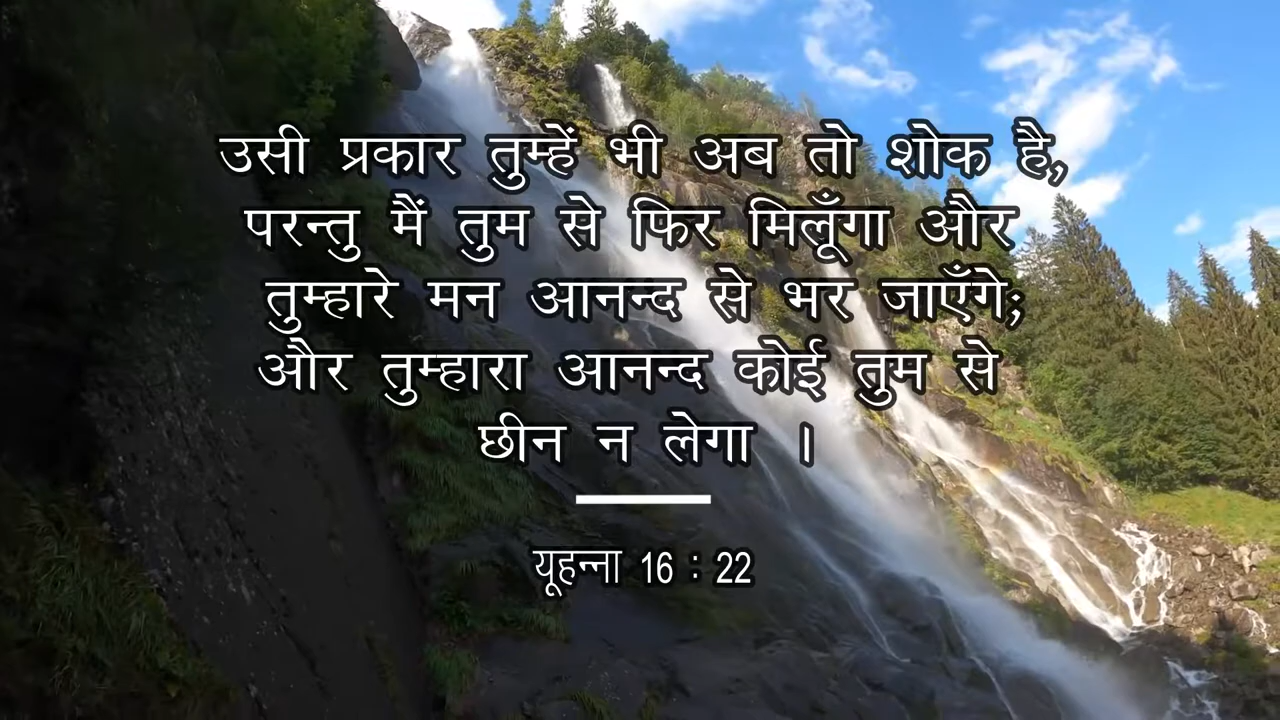 उसी प्रकार तुम्हें भी अब तो शोक है,
परन्तु मैं तुम से फिर मिलूँगा और
तुम्हारे मन आनन्द से भर जाएँगे;
और तुम्हारा आनन्द कोई तुम से
छीन न लेगा ।
यूहन्ना 16 : 22